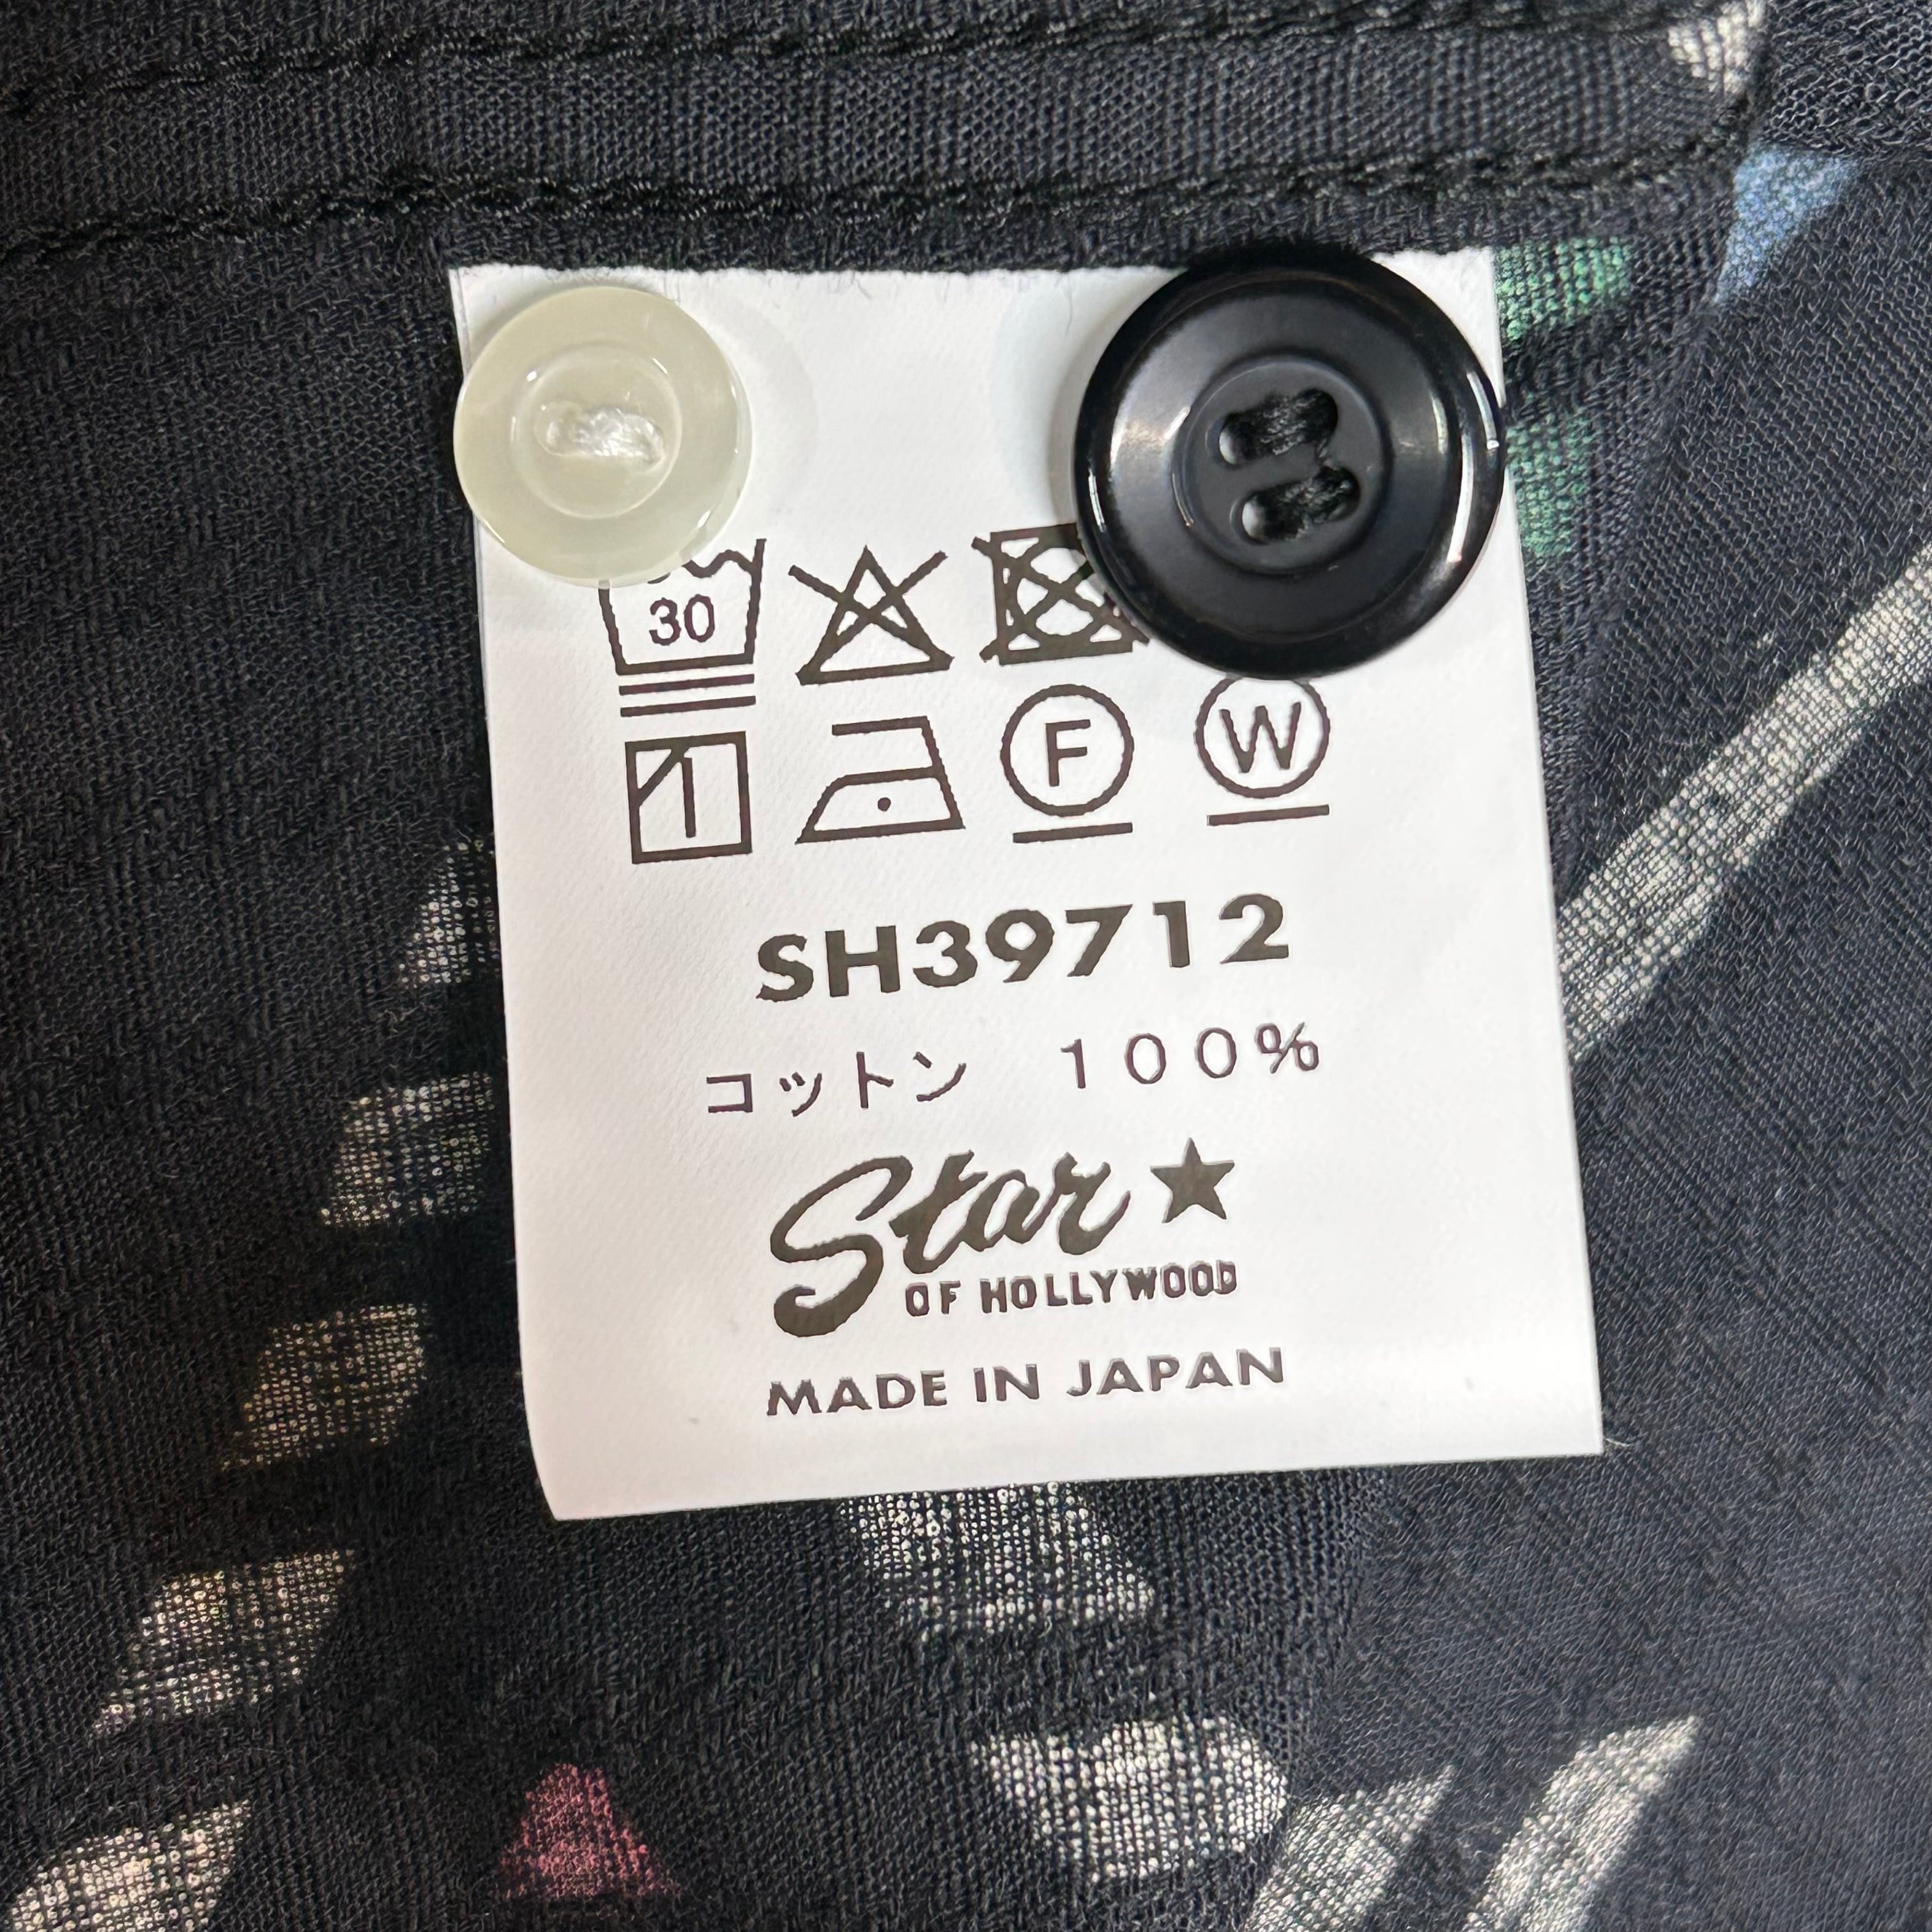 30
F W
SH39712
コットン 100%
Star
OF HOLLYWOOD
MADE IN JAPAN